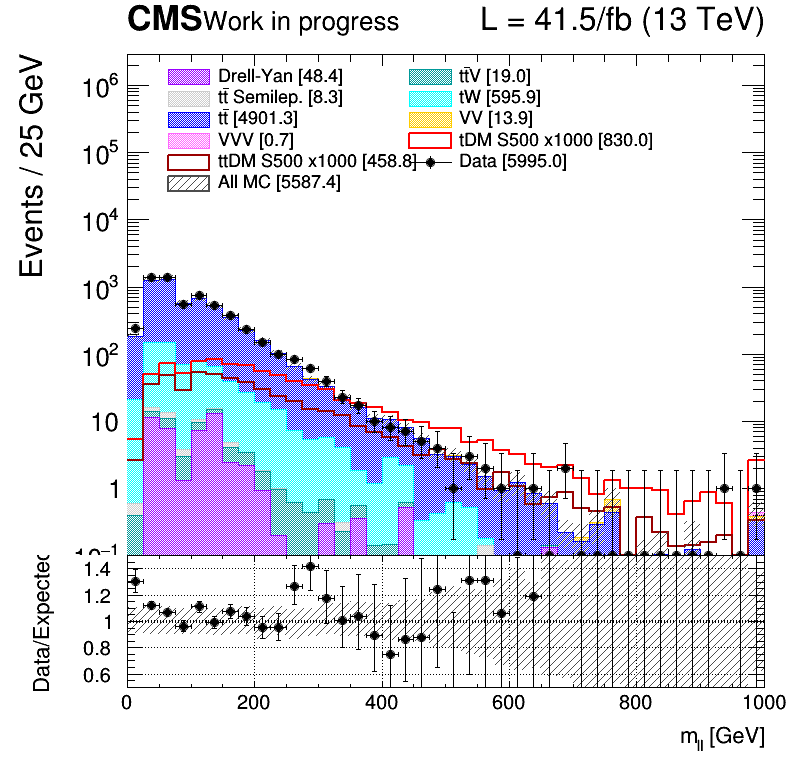 CMS Work in progress L = 41.5/fb (13 TeV)
Events / 25 GeV
Drell-Yan [48.4] tt̄V [19.0]
tt̄ Semilep. [8.3] tW [595.9]
tt̄ [4901.3] VV [13.9]
VVV [0.7] tDM S500 x1000 [830.0]
ttDM S500 x1000 [458.8] Data [5995.0]
All MC [5587.4]
10⁶
10⁵
10⁴
10³
10²
10
1
10⁻¹
Data/Expected
1.4
1.2
1
0.8
0.6
0 200 400 600 800 1000
m_ll [GeV]